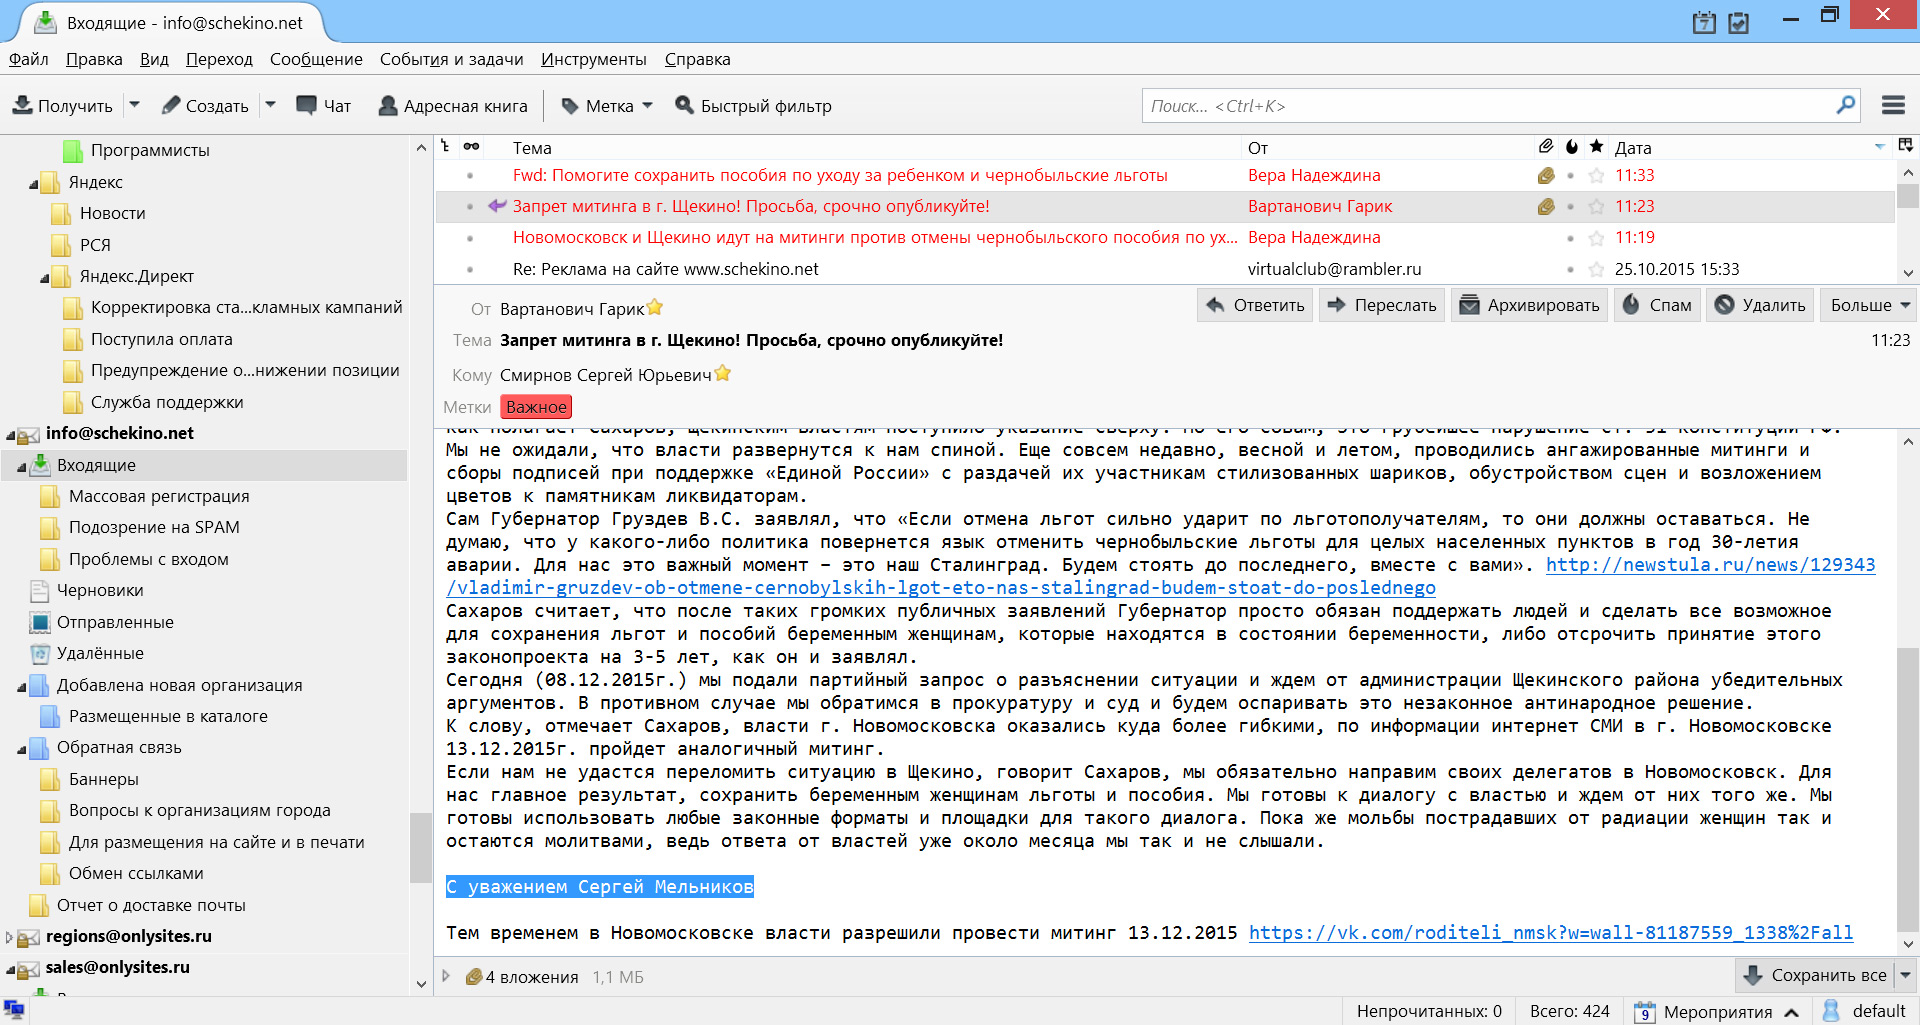 Входящие - info@schekino.net
Файл Правка Вид Переход Сообщение События и задачи Инструменты Справка
Получить Создать Чат Адресная книга Метка Быстрый фильтр Поиск... <Ctrl+K>
Программисты
Яндекс
Новости
РСЯ
Яндекс.Директ
Корректировка ста...кламных кампаний
Поступила оплата
Предупреждение о...нижении позиции
Служба поддержки
info@schekino.net
Входящие
Массовая регистрация
Подозрение на SPAM
Проблемы с входом
Черновики
Отправленные
Удалённые
Добавлена новая организация
Размещенные в каталоге
Обратная связь
Баннеры
Вопросы к организациям города
Для размещения на сайте и в печати
Обмен ссылками
Отчет о доставке почты
regions@onlysites.ru
sales@onlysites.ru
Тема От Дата
Fwd: Помогите сохранить пособия по уходу за ребенком и чернобыльские льготы Вера Надеждина 11:33
Запрет митинга в г. Щекино! Просьба, срочно опубликуйте! Вартанович Гарик 11:23
Новомосковск и Щекино идут на митинги против отмены чернобыльского пособия по ух... Вера Надеждина 11:19
Re: Реклама на сайте www.schekino.net virtualclub@rambler.ru 25.10.2015 15:33
От Вартанович Гарик
Ответить Переслать Архивировать Спам Удалить Больше
Тема Запрет митинга в г. Щекино! Просьба, срочно опубликуйте! 11:23
Кому Смирнов Сергей Юрьевич
Метки Важное
как полагает Сахаров, щекинским властям поступило указание сверху. По его совам, это грубейшее нарушение ст. 31 Конституции РФ.
Мы не ожидали, что власти развернутся к нам спиной. Еще совсем недавно, весной и летом, проводились ангажированные митинги и
сборы подписей при поддержке «Единой России» с раздачей их участникам стилизованных шариков, обустройством сцен и возложением
цветов к памятникам ликвидаторам.
Сам Губернатор Груздев В.С. заявлял, что «Если отмена льгот сильно ударит по льготополучателям, то они должны оставаться. Не
думаю, что у какого-либо политика повернется язык отменить чернобыльские льготы для целых населенных пунктов в год 30-летия
аварии. Для нас это важный момент – это наш Сталинград. Будем стоять до последнего, вместе с вами». http://newstula.ru/news/129343
/vladimir-gruzdev-ob-otmene-cernobylskih-lgot-eto-nas-stalingrad-budem-stoat-do-poslednego
Сахаров считает, что после таких громких публичных заявлений Губернатор просто обязан поддержать людей и сделать все возможное
для сохранения льгот и пособий беременным женщинам, которые находятся в состоянии беременности, либо отсрочить принятие этого
законопроекта на 3-5 лет, как он и заявлял.
Сегодня (08.12.2015г.) мы подали партийный запрос о разъяснении ситуации и ждем от администрации Щекинского района убедительных
аргументов. В противном случае мы обратимся в прокуратуру и суд и будем оспаривать это незаконное антинародное решение.
К слову, отмечает Сахаров, власти г. Новомосковска оказались куда более гибкими, по информации интернет СМИ в г. Новомосковске
13.12.2015г. пройдет аналогичный митинг.
Если нам не удастся переломить ситуацию в Щекино, говорит Сахаров, мы обязательно направим своих делегатов в Новомосковск. Для
нас главное результат, сохранить беременным женщинам льготы и пособия. Мы готовы к диалогу с властью и ждем от них того же. Мы
готовы использовать любые законные форматы и площадки для такого диалога. Пока же мольбы пострадавших от радиации женщин так и
остаются молитвами, ведь ответа от властей уже около месяца мы так и не слышали.
С уважением Сергей Мельников
Тем временем в Новомосковске власти разрешили провести митинг 13.12.2015 https://vk.com/roditeli_nmsk?w=wall-81187559_1338%2Fall
4 вложения 1,1 МБ Сохранить все
Непрочитанных: 0 Всего: 424 9 Мероприятия default